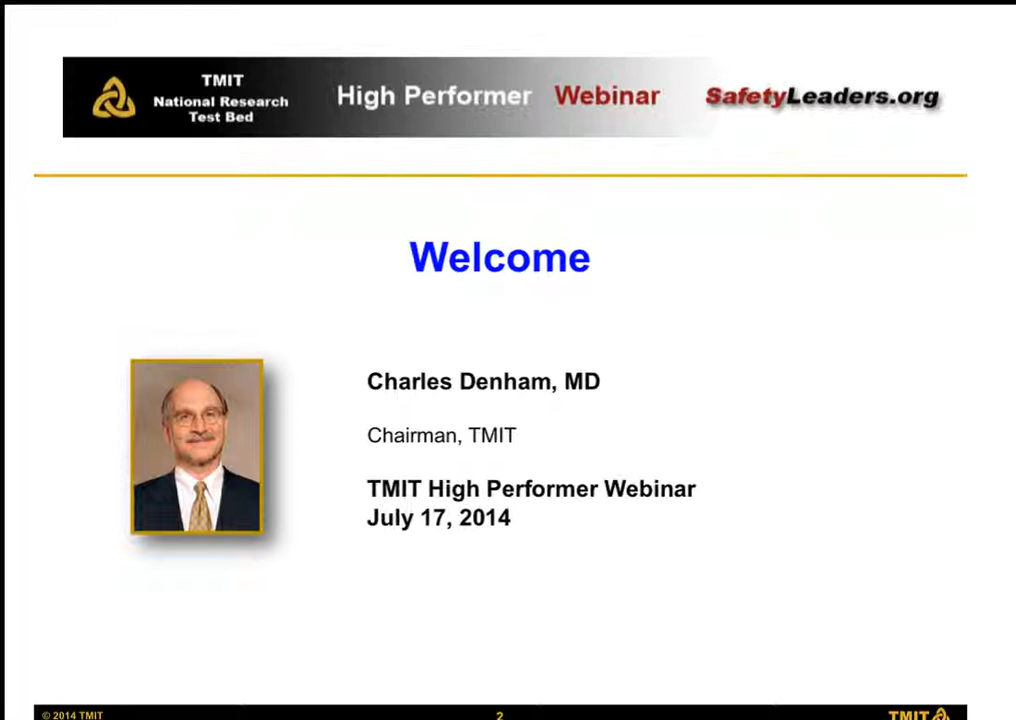 TMIT
National Research
Test Bed
High Performer Webinar
SafetyLeaders.org
Welcome
Charles Denham, MD
Chairman, TMIT
TMIT High Performer Webinar
July 17, 2014
© 2014 TMIT
2
TMIT